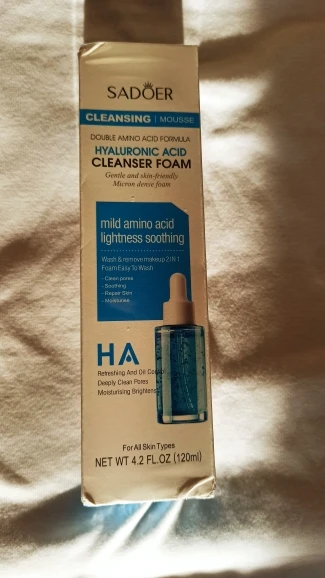 SADOER
CLEANSING | MOUSSE
DOUBLE AMINO ACID FORMULA
HYALURONIC ACID
CLEANSER FOAM
Gentle and skin-friendly
Micron dense foam
mild amino acid
lightness soothing
Wash & remove makeup 2 IN 1
Foam Easy To Wash
- Clean pores
- Soothing
- Repair Skin
- Moisturise
HA
Refreshing And Oil
Deeply Clean Pores
Moisturising Brightens
For All Skin Types
NET WT 4.2 FL.OZ (120ml)